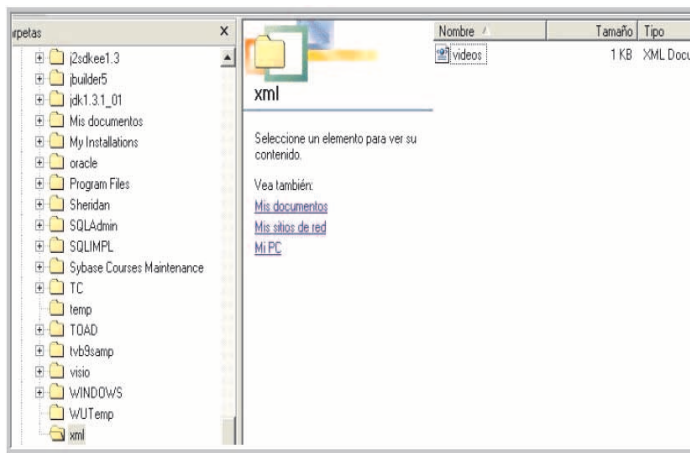 rpetas x
j2sdkee1.3
jbuilder5
jdk1.3.1_01
Mis documentos
My Installations
oracle
Program Files
Sheridan
SQLAdmin
SQLIMPL
Sybase Courses Maintenance
TC
temp
TOAD
tvb9samp
visio
WINDOWS
WUTemp
xml
xml
Seleccione un elemento para ver su
contenido.
Vea también:
Mis documentos
Mis sitios de red
Mi PC
Nombre Tamaño Tipo
videos 1 KB XML Docu